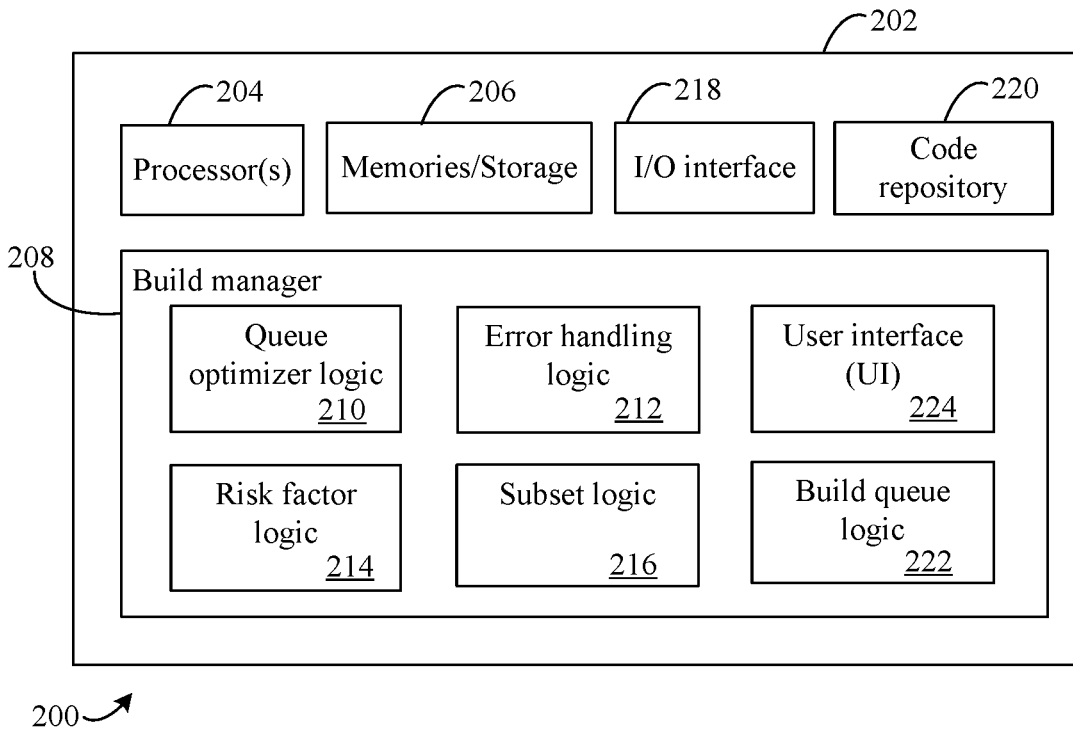 202
204
206
218
220
Processor(s)
Memories/Storage
I/O interface
Code
repository
208
Build manager
Queue
optimizer logic
210
Error handling
logic
212
User interface
(UI)
224
Risk factor
logic
214
Subset logic
216
Build queue
logic
222
200